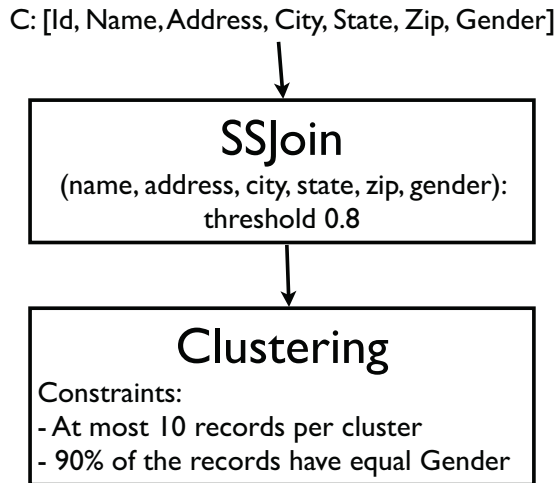 C: [Id, Name, Address, City, State, Zip, Gender]
SSJoin
(name, address, city, state, zip, gender):
threshold 0.8
Clustering
Constraints:
- At most 10 records per cluster
- 90% of the records have equal Gender